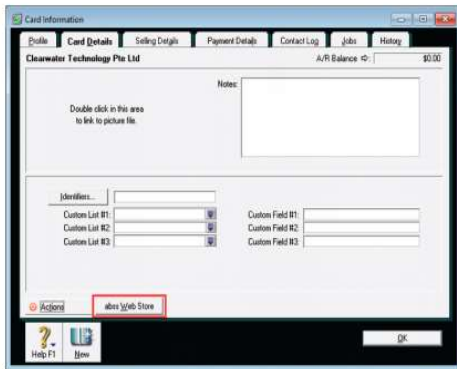 Card Information
Profile Card Details Selling Details Payment Details Contact Log Jobs History
Clearwater Technology Pte Ltd A/R Balance $0.00
Notes:
Double click in this area
to link to picture file.
Identifiers...
Custom List #1: Custom Field #1:
Custom List #2: Custom Field #2:
Custom List #3: Custom Field #3:
Actions abss Web Store
Help F1 New OK